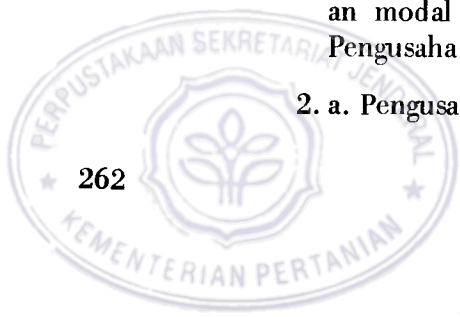 an modal
Pengusaha
2. a. Pengusa
262
PERPUSTAKAAN SEKRETARIAT JENDERAL
KEMENTERIAN PERTANIAN